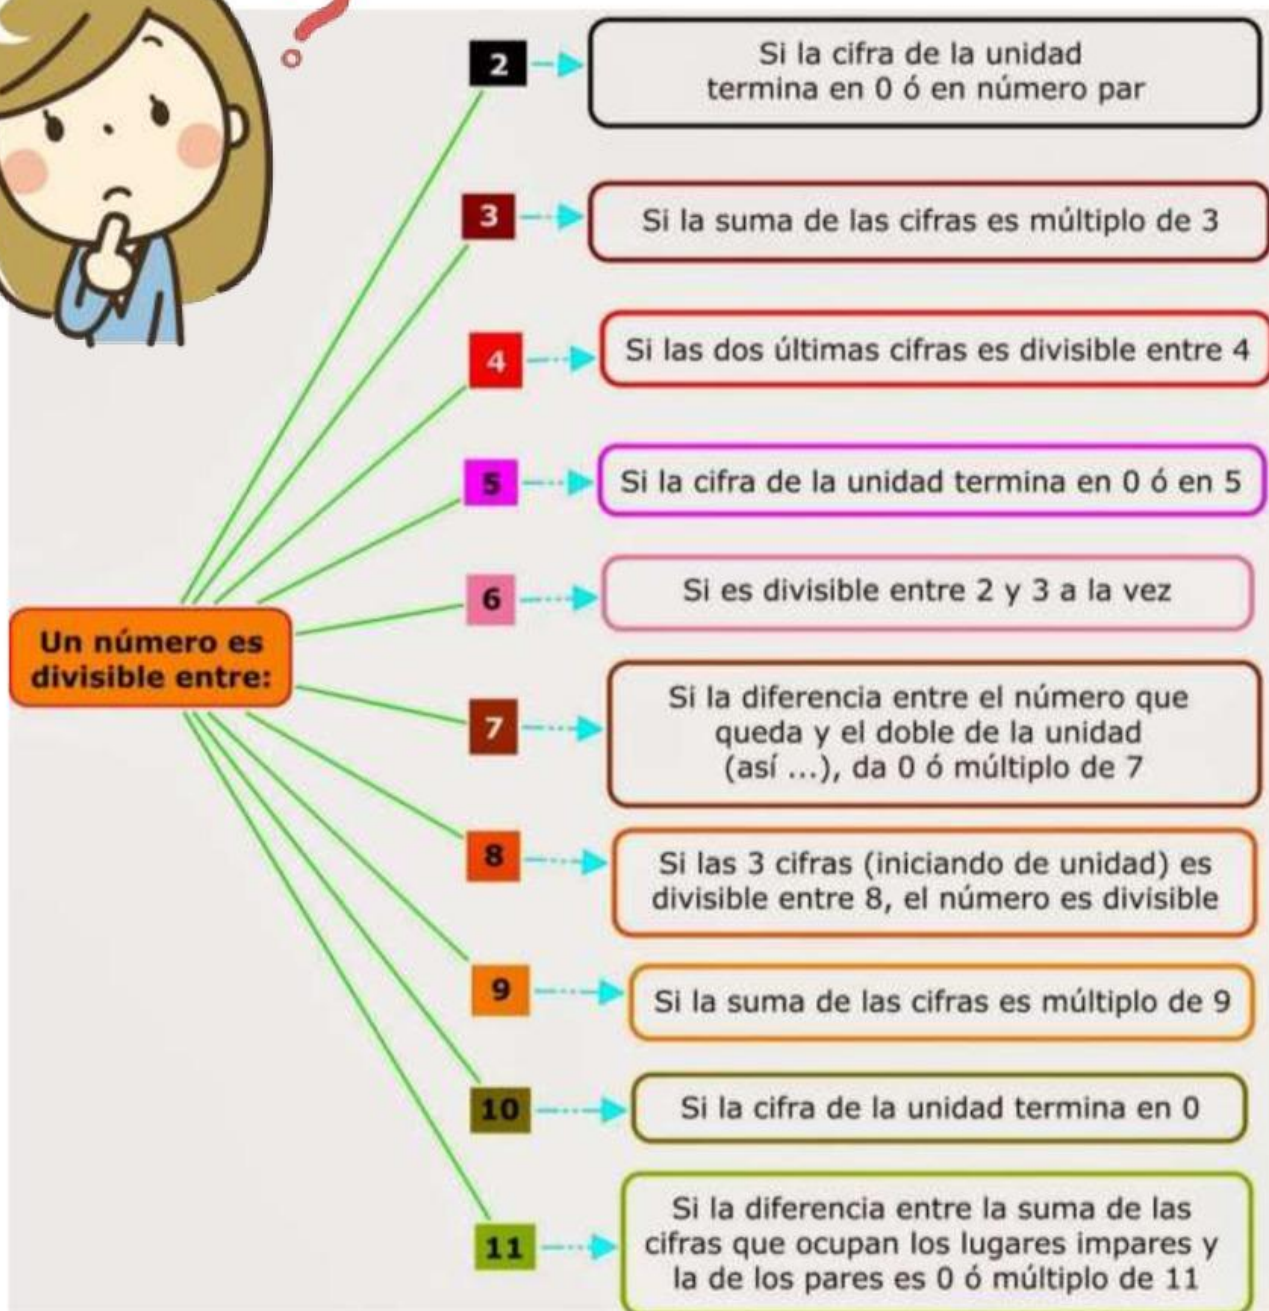 ?
2
Si la cifra de la unidad
termina en 0 ó en número par
3
Si la suma de las cifras es múltiplo de 3
4
Si las dos últimas cifras es divisible entre 4
5
Si la cifra de la unidad termina en 0 ó en 5
6
Si es divisible entre 2 y 3 a la vez
Un número es
divisible entre:
7
Si la diferencia entre el número que
queda y el doble de la unidad
(así ...), da 0 ó múltiplo de 7
8
Si las 3 cifras (iniciando de unidad) es
divisible entre 8, el número es divisible
9
Si la suma de las cifras es múltiplo de 9
10
Si la cifra de la unidad termina en 0
11
Si la diferencia entre la suma de las
cifras que ocupan los lugares impares y
la de los pares es 0 ó múltiplo de 11